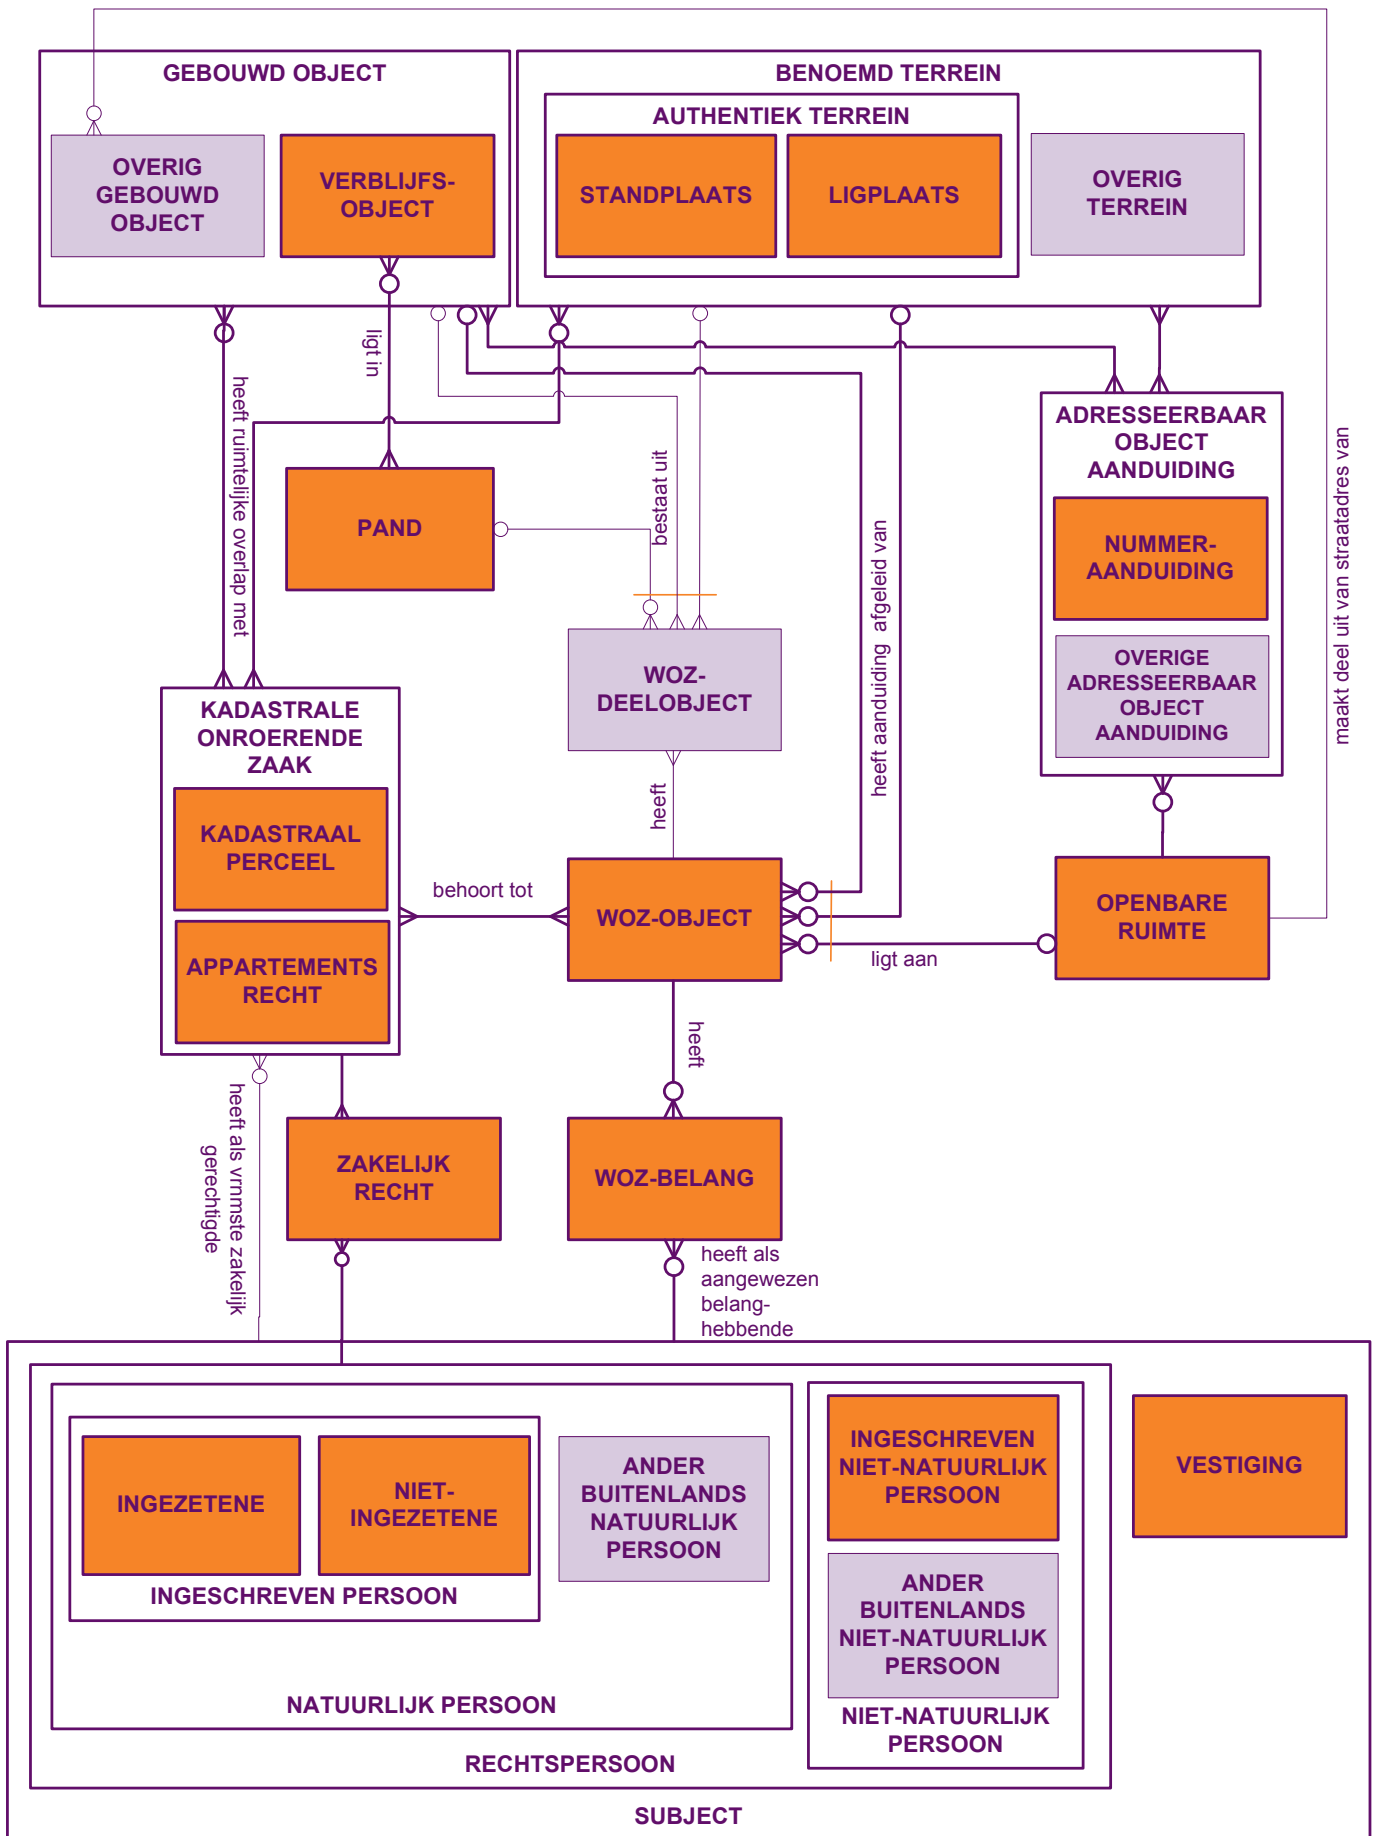 GEBOUWD OBJECT
BENOEMD TERREIN
AUTHENTIEK TERREIN
OVERIG
GEBOUWD
OBJECT
VERBLIJFS-
OBJECT
STANDPLAATS
LIGPLAATS
OVERIG
TERREIN
ligt in
heeft ruimtelijke overlap met
PAND
bestaat uit
heeft aanduiding afgeleid van
ADRESSEERBAAR
OBJECT
AANDUIDING
NUMMER-
AANDUIDING
OVERIGE
ADRESSEERBAAR
OBJECT
AANDUIDING
maakt deel uit van straatadres van
WOZ-
DEELOBJECT
heeft
KADASTRALE
ONROERENDE
ZAAK
KADASTRAAL
PERCEEL
APPARTEMENTS
RECHT
behoort tot
WOZ-OBJECT
ligt aan
OPENBARE
RUIMTE
heeft
heeft als vrnmste zakelijk
gerechtigde
ZAKELIJK
RECHT
WOZ-BELANG
heeft als
aangewezen
belang-
hebbende
INGEZETENE
NIET-
INGEZETENE
INGESCHREVEN PERSOON
ANDER
BUITENLANDS
NATUURLIJK
PERSOON
NATUURLIJK PERSOON
INGESCHREVEN
NIET-NATUURLIJK
PERSOON
ANDER
BUITENLANDS
NIET-NATUURLIJK
PERSOON
NIET-NATUURLIJK
PERSOON
VESTIGING
RECHTSPERSOON
SUBJECT